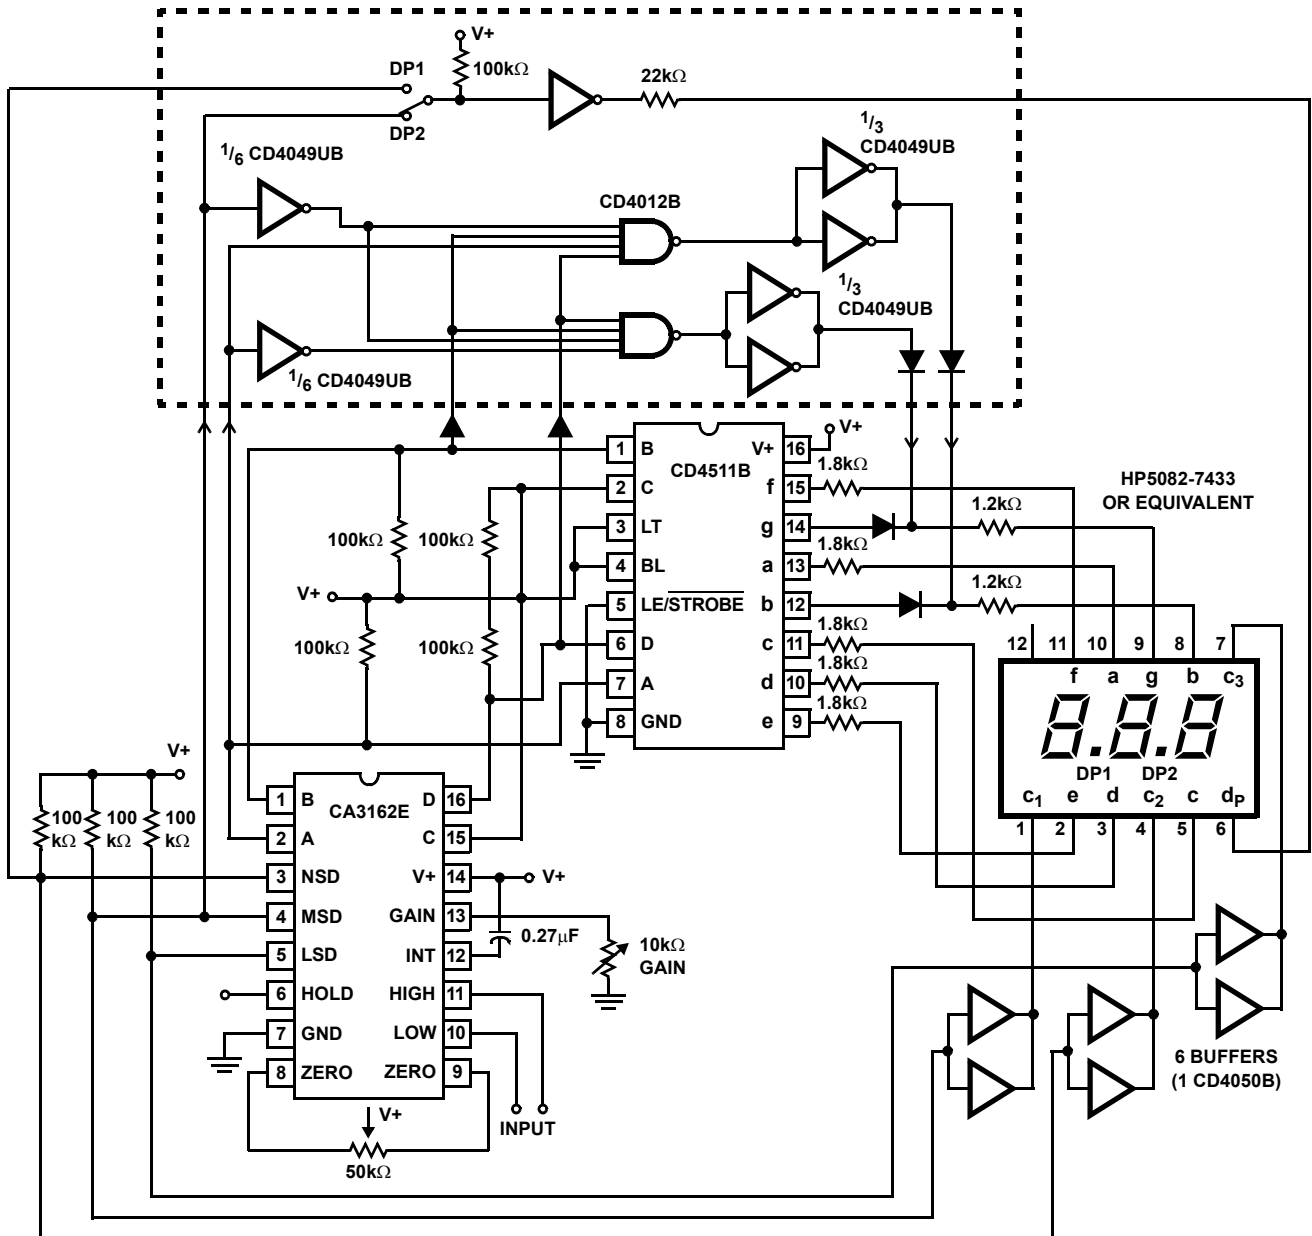 V+
DP1
100kΩ
22kΩ
DP2
1/3
CD4049UB
1/6 CD4049UB
CD4012B
1/3
CD4049UB
1/6 CD4049UB
V+
1 B
V+ 16
CD4511B
1.8kΩ
HP5082-7433
OR EQUIVALENT
2 C
f 15
1.2kΩ
100kΩ
100kΩ
3 LT
g 14
1.8kΩ
4 BL
a 13
1.2kΩ
V+
5 LE/STROBE
b 12
1.8kΩ
100kΩ
100kΩ
6 D
c 11
12 11 10 9 8 7
1.8kΩ
f a g b c3
7 A
d 10
1.8kΩ
8 GND
e 9
8.8.8
V+
DP1 DP2
c1 e d c2 c dP
1 2 3 4 5 6
100
kΩ
100
kΩ
100
kΩ
1 B
D 16
CA3162E
2 A
C 15
3 NSD
V+ 14
V+
4 MSD
GAIN 13
0.27μF
10kΩ
GAIN
5 LSD
INT 12
6 HOLD
HIGH 11
7 GND
LOW 10
8 ZERO
ZERO 9
6 BUFFERS
(1 CD4050B)
V+
INPUT
50kΩ